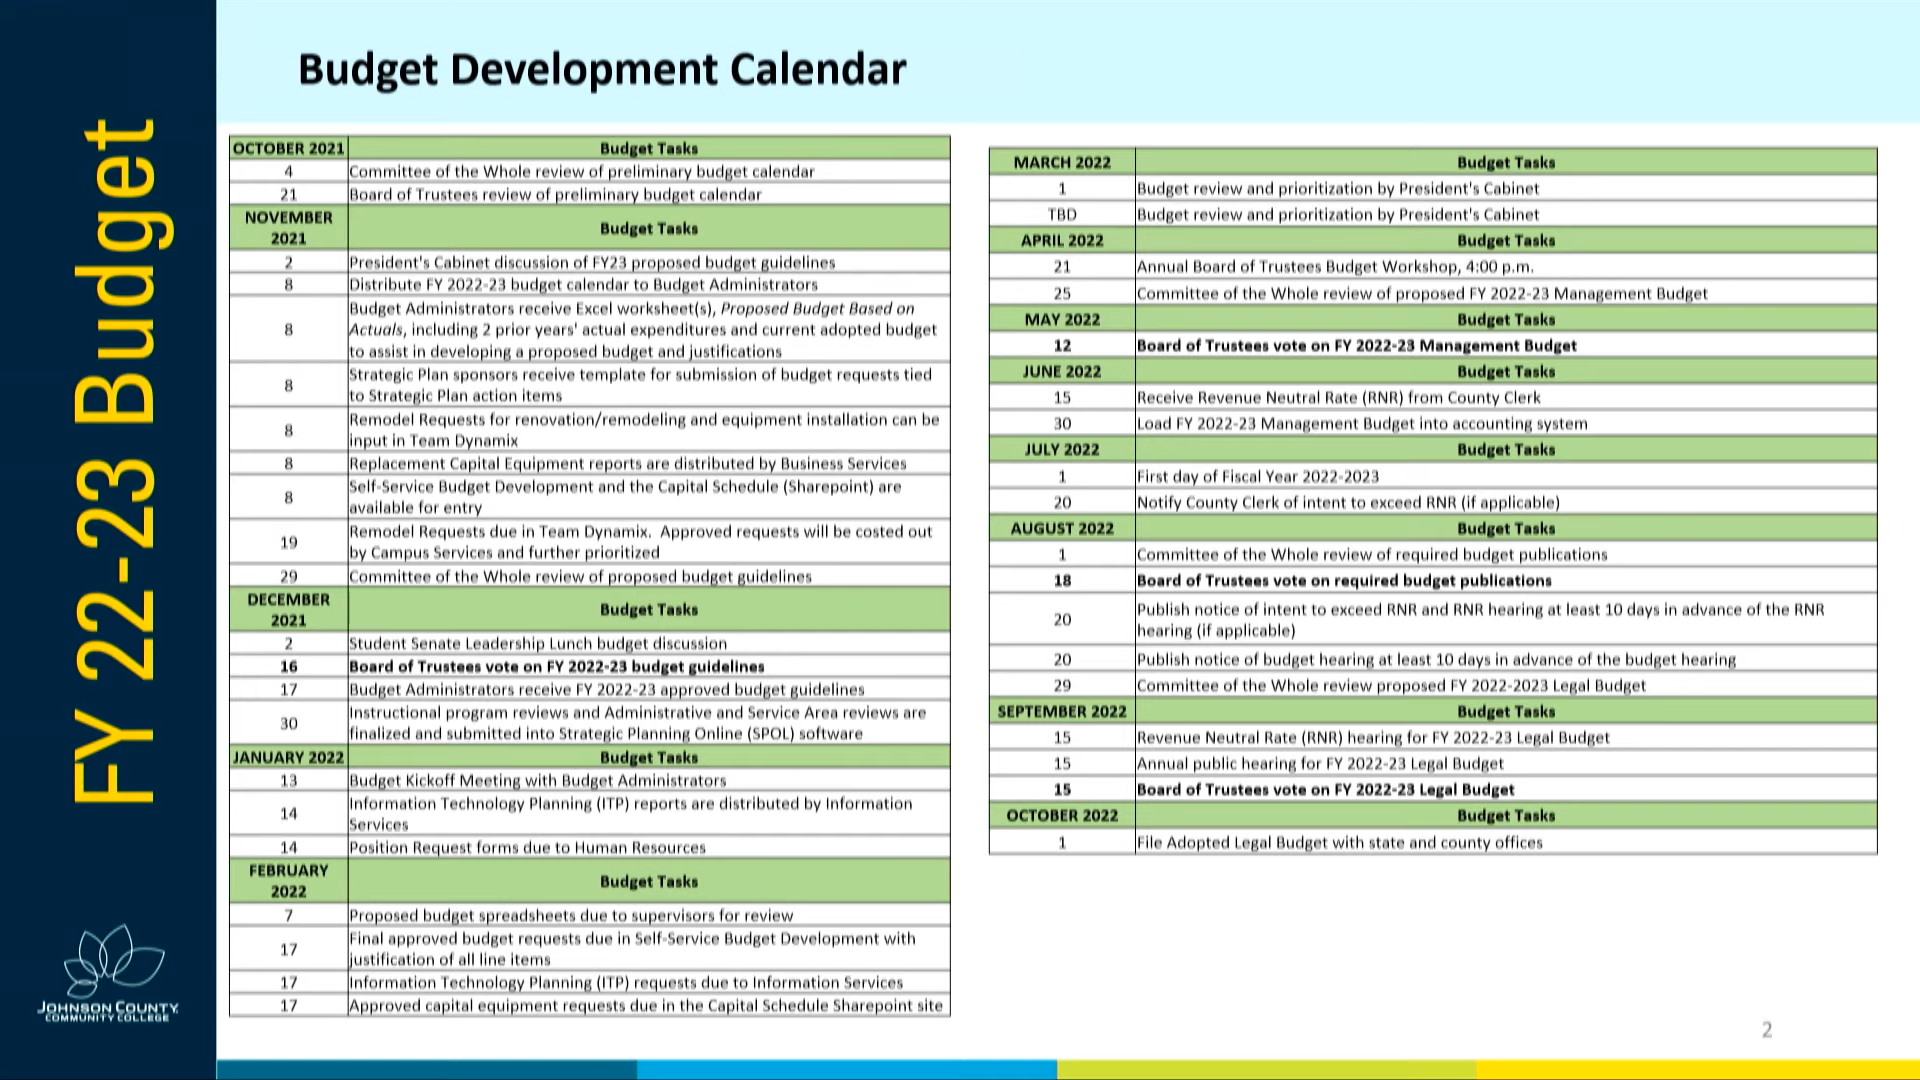 FY 22-23 Budget
JOHNSON COUNTY
COMMUNITY COLLEGE
Budget Development Calendar
OCTOBER 2021 Budget Tasks
4 Committee of the Whole review of preliminary budget calendar
21 Board of Trustees review of preliminary budget calendar
NOVEMBER
2021 Budget Tasks
2 President's Cabinet discussion of FY23 proposed budget guidelines
8 Distribute FY 2022-23 budget calendar to Budget Administrators
Budget Administrators receive Excel worksheet(s), Proposed Budget Based on
8 Actuals, including 2 prior years' actual expenditures and current adopted budget
to assist in developing a proposed budget and justifications
8 Strategic Plan sponsors receive template for submission of budget requests tied
to Strategic Plan action items
8 Remodel Requests for renovation/remodeling and equipment installation can be
input in Team Dynamix
8 Replacement Capital Equipment reports are distributed by Business Services
8 Self-Service Budget Development and the Capital Schedule (Sharepoint) are
available for entry
19 Remodel Requests due in Team Dynamix. Approved requests will be costed out
by Campus Services and further prioritized
29 Committee of the Whole review of proposed budget guidelines
DECEMBER
2021 Budget Tasks
2 Student Senate Leadership Lunch budget discussion
16 Board of Trustees vote on FY 2022-23 budget guidelines
17 Budget Administrators receive FY 2022-23 approved budget guidelines
30 Instructional program reviews and Administrative and Service Area reviews are
finalized and submitted into Strategic Planning Online (SPOL) software
JANUARY 2022 Budget Tasks
13 Budget Kickoff Meeting with Budget Administrators
14 Information Technology Planning (ITP) reports are distributed by Information
Services
14 Position Request forms due to Human Resources
FEBRUARY
2022 Budget Tasks
7 Proposed budget spreadsheets due to supervisors for review
17 Final approved budget requests due in Self-Service Budget Development with
justification of all line items
17 Information Technology Planning (ITP) requests due to Information Services
17 Approved capital equipment requests due in the Capital Schedule Sharepoint site
MARCH 2022 Budget Tasks
1 Budget review and prioritization by President's Cabinet
TBD Budget review and prioritization by President's Cabinet
APRIL 2022 Budget Tasks
21 Annual Board of Trustees Budget Workshop, 4:00 p.m.
25 Committee of the Whole review of proposed FY 2022-23 Management Budget
MAY 2022 Budget Tasks
12 Board of Trustees vote on FY 2022-23 Management Budget
JUNE 2022 Budget Tasks
15 Receive Revenue Neutral Rate (RNR) from County Clerk
30 Load FY 2022-23 Management Budget into accounting system
JULY 2022 Budget Tasks
1 First day of Fiscal Year 2022-2023
20 Notify County Clerk of intent to exceed RNR (if applicable)
AUGUST 2022 Budget Tasks
1 Committee of the Whole review of required budget publications
18 Board of Trustees vote on required budget publications
20 Publish notice of intent to exceed RNR and RNR hearing at least 10 days in advance of the RNR
hearing (if applicable)
20 Publish notice of budget hearing at least 10 days in advance of the budget hearing
29 Committee of the Whole review proposed FY 2022-2023 Legal Budget
SEPTEMBER 2022 Budget Tasks
15 Revenue Neutral Rate (RNR) hearing for FY 2022-23 Legal Budget
15 Annual public hearing for FY 2022-23 Legal Budget
15 Board of Trustees vote on FY 2022-23 Legal Budget
OCTOBER 2022 Budget Tasks
1 File Adopted Legal Budget with state and county offices
2